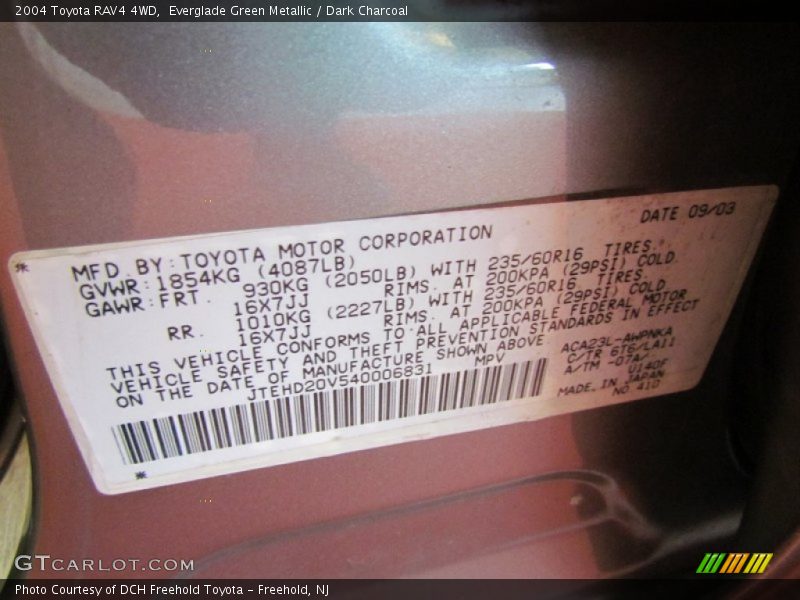 2004 Toyota RAV4 4WD,  Everglade Green Metallic / Dark Charcoal
DATE 09/03
MFD. BY: TOYOTA MOTOR CORPORATION
GVWR: 1854KG (4087LB)
GAWR: FRT. 930KG (2050LB) WITH 235/60R16 TIRES,
16X7JJ RIMS, AT 200KPA (29PSI) COLD
RR. 1010KG (2227LB) WITH 235/60R16 TIRES,
16X7JJ RIMS, AT 200KPA (29PSI) COLD
THIS VEHICLE CONFORMS TO ALL APPLICABLE FEDERAL MOTOR
VEHICLE SAFETY AND THEFT PREVENTION STANDARDS IN EFFECT
ON THE DATE OF MANUFACTURE SHOWN ABOVE.
JTEHD20V540006831 MPV
ACA23L-AWPNKA
C/TR 6T6/LA11
A/TM -07A/
U140F
MADE IN JAPAN
NO 410
GTCARLOT.COM
Photo Courtesy of DCH Freehold Toyota - Freehold, NJ